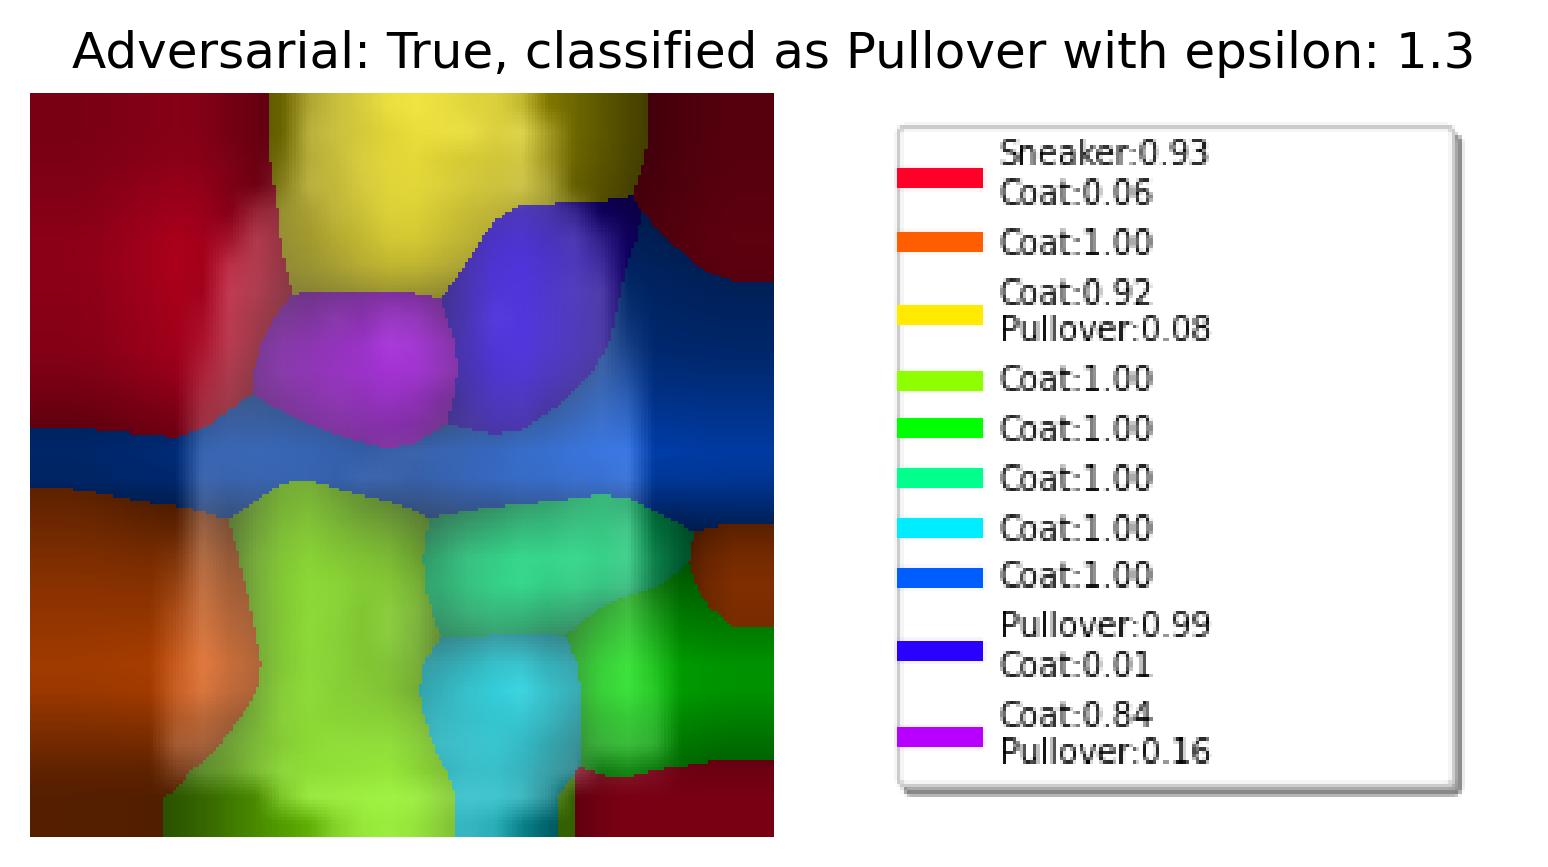 Adversarial: True, classified as Pullover with epsilon: 1.3
Sneaker:0.93
Coat:0.06
Coat:1.00
Coat:0.92
Pullover:0.08
Coat:1.00
Coat:1.00
Coat:1.00
Coat:1.00
Coat:1.00
Pullover:0.99
Coat:0.01
Coat:0.84
Pullover:0.16